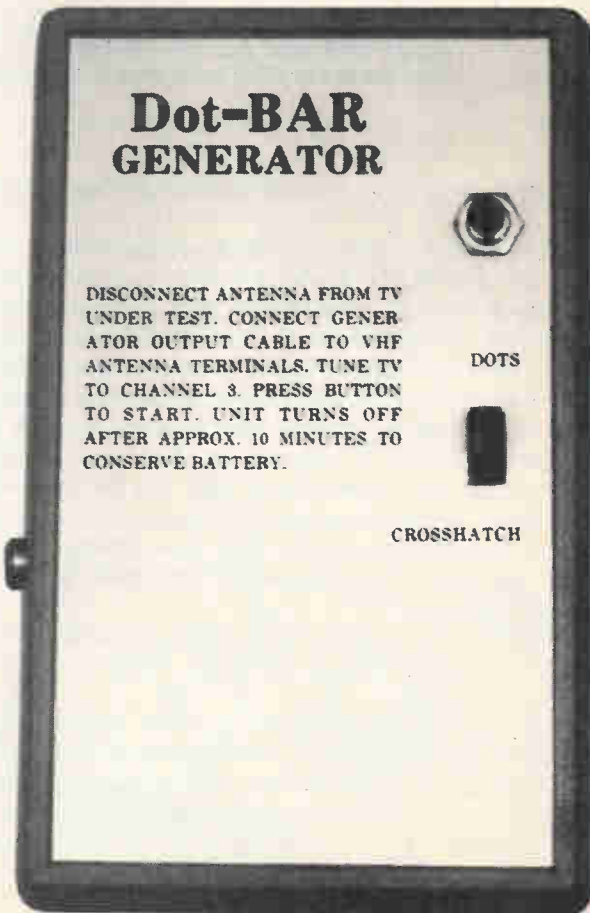 Dot-BAR
GENERATOR
DISCONNECT ANTENNA FROM TV
UNDER TEST. CONNECT GENER-
ATOR OUTPUT CABLE TO VHF
ANTENNA TERMINALS. TUNE TV
TO CHANNEL 3. PRESS BUTTON
TO START. UNIT TURNS OFF
AFTER APPROX. 10 MINUTES TO
CONSERVE BATTERY.
DOTS
CROSSHATCH